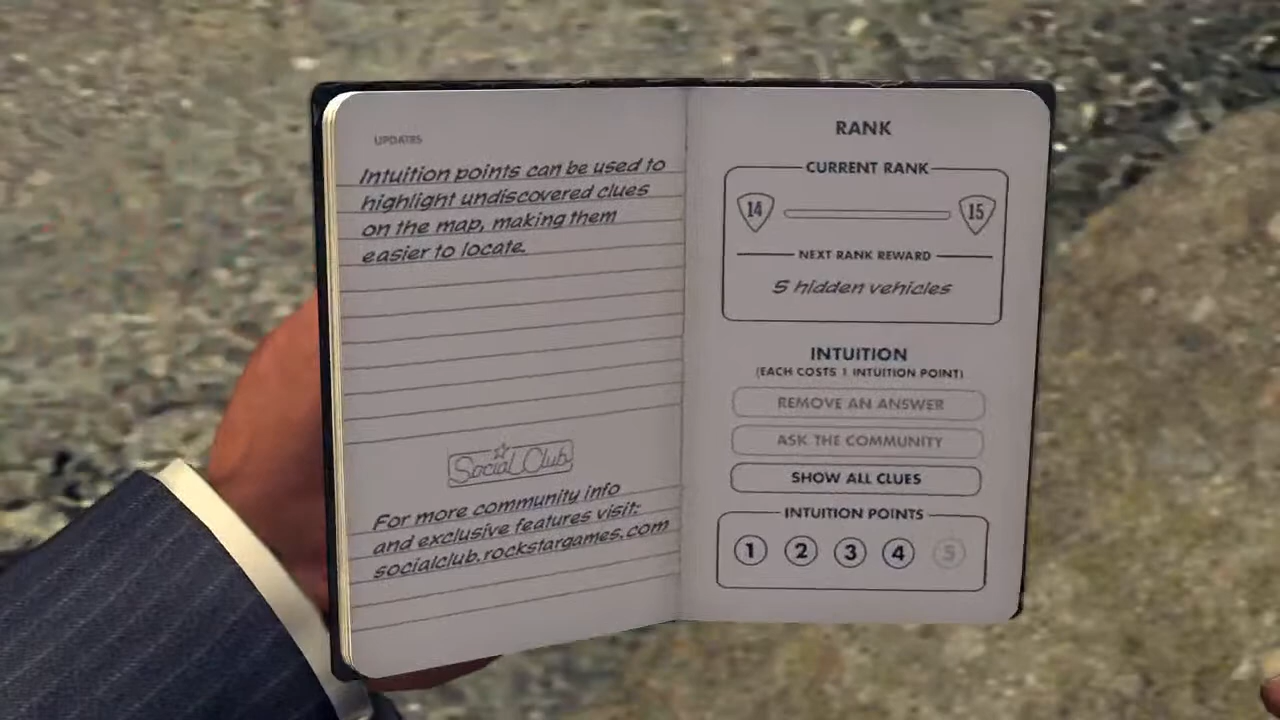 UPDATES
Intuition points can be used to
highlight undiscovered clues
on the map, making them
easier to locate.
Social Club
For more community info
and exclusive features visit:
socialclub.rockstargames.com
RANK
CURRENT RANK
14 15
NEXT RANK REWARD
5 hidden vehicles
INTUITION
(EACH COSTS 1 INTUITION POINT)
REMOVE AN ANSWER
ASK THE COMMUNITY
SHOW ALL CLUES
INTUITION POINTS
1 2 3 4 5